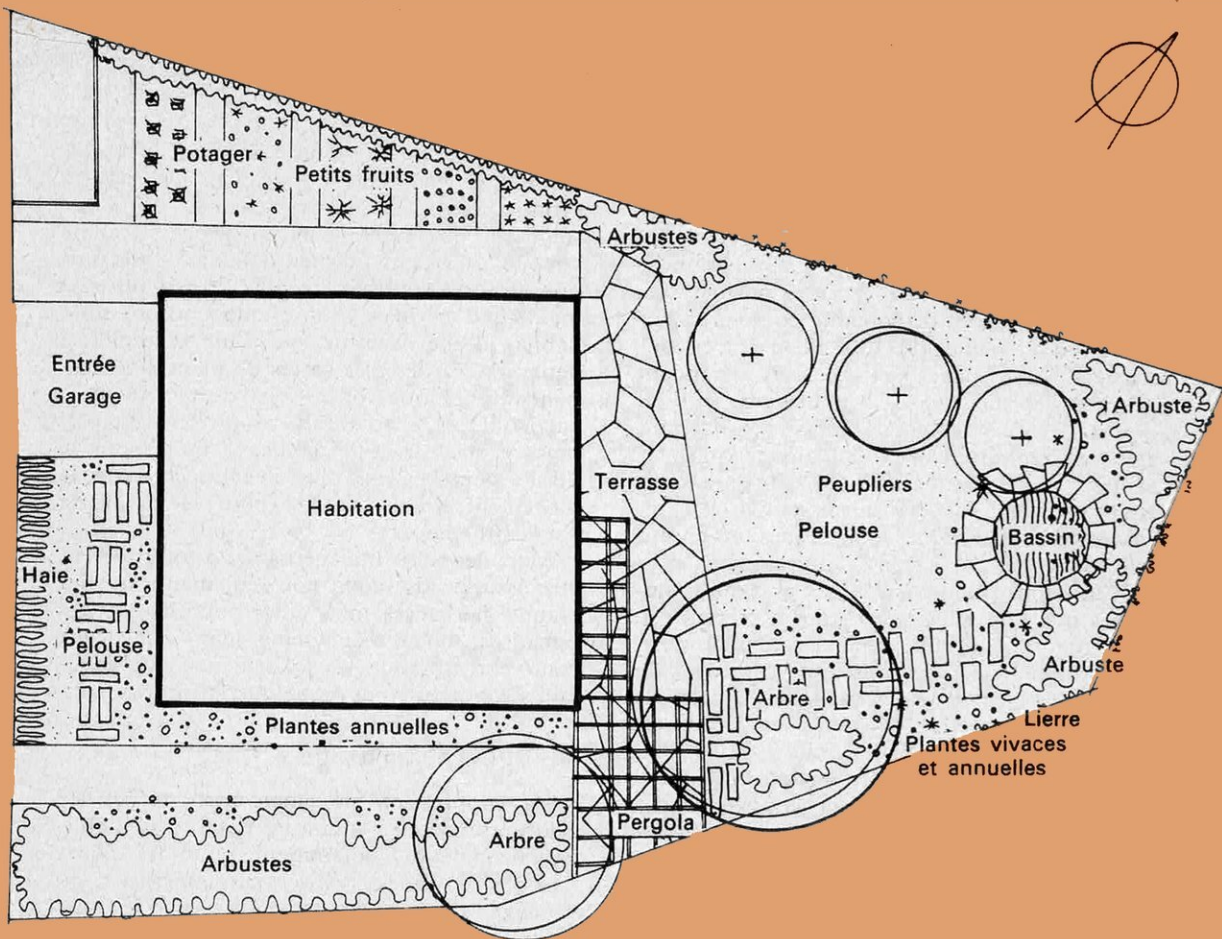 Potager
Petits fruits
Arbustes
Entrée
Garage
Arbuste
Terrasse
Peupliers
Pelouse
Habitation
Bassin
Haie
Pelouse
Arbuste
Arbre
Plantes annuelles
Lierre
Plantes vivaces
et annuelles
Pergola
Arbre
Arbustes